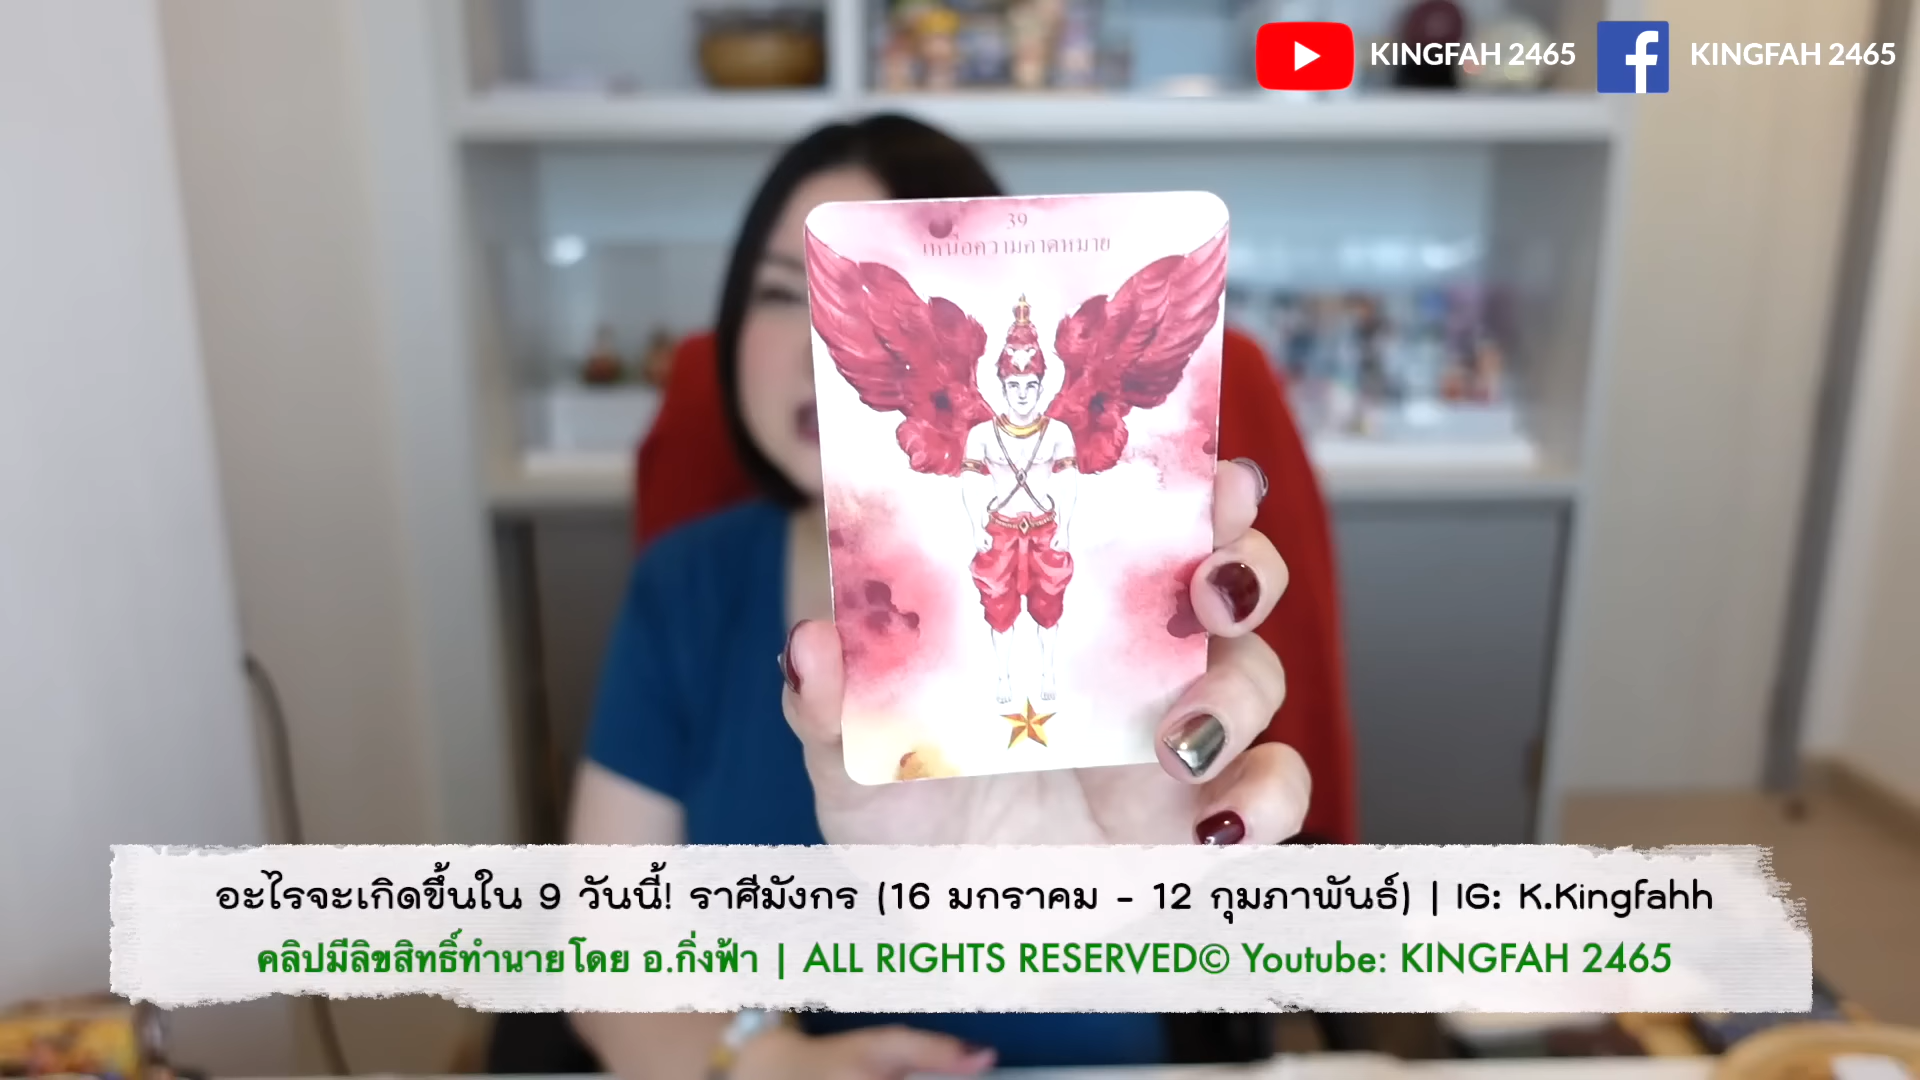 KINGFAH 2465
KINGFAH 2465
39
เหนือความคาดหมาย
อะไรจะเกิดขึ้นใน 9 วันนี้! ราศีมังกร (16 มกราคม - 12 กุมภาพันธ์) | IG: K.Kingfahh
คลิปมีลิขสิทธิ์ทำนายโดย อ.กิ่งฟ้า | ALL RIGHTS RESERVED© Youtube: KINGFAH 2465